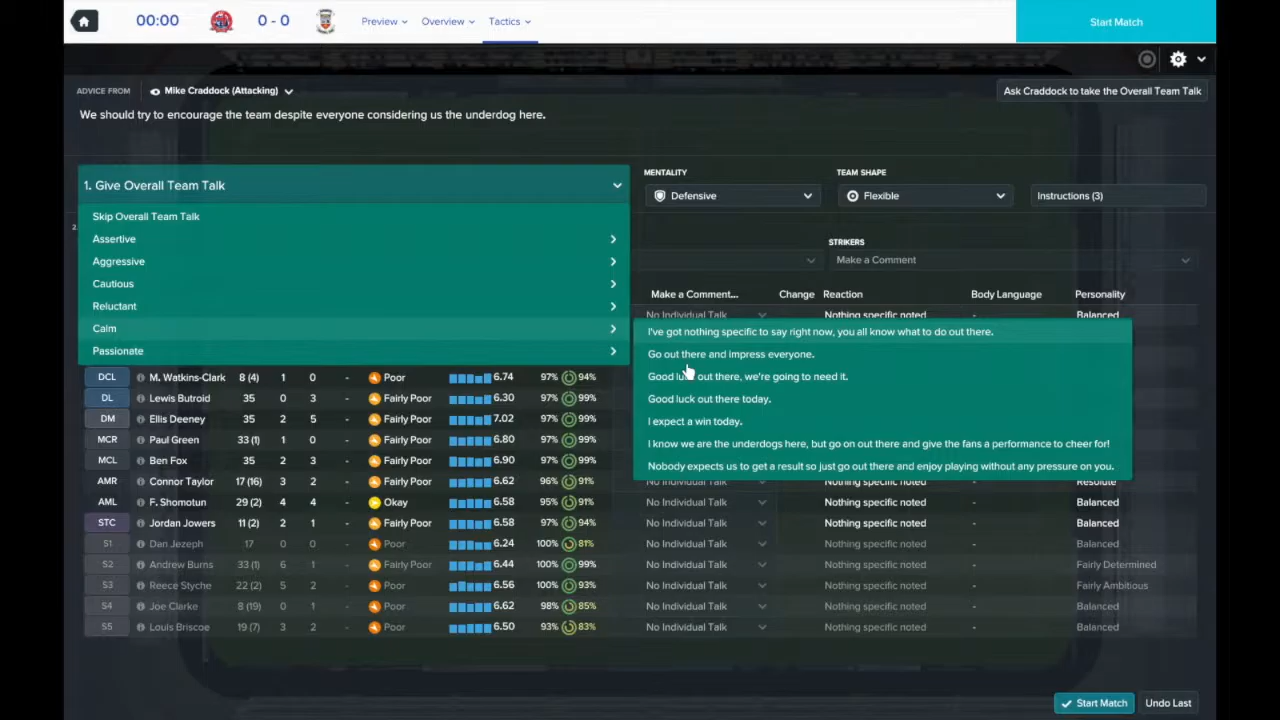 00:00 0 - 0 Preview Overview Tactics Start Match
ADVICE FROM Mike Craddock (Attacking) Ask Craddock to take the Overall Team Talk
We should try to encourage the team despite everyone considering us the underdog here.
1. Give Overall Team Talk
MENTALITY TEAM SHAPE
Defensive Flexible Instructions (3)
Skip Overall Team Talk
2.
Assertive
Aggressive
Cautious
Reluctant
Calm
Passionate
STRIKERS
Make a Comment
Make a Comment... Change Reaction Body Language Personality
No Individual Talk Nothing specific noted - Balanced
I've got nothing specific to say right now, you all know what to do out there.
Go out there and impress everyone.
Good luck out there, we're going to need it.
Good luck out there today.
I expect a win today.
I know we are the underdogs here, but go on out there and give the fans a performance to cheer for!
Nobody expects us to get a result so just go out there and enjoy playing without any pressure on you.
DCL M. Watkins-Clark 8 (4) 1 0 - Poor 6.74 97% 94%
DL Lewis Butroid 35 0 3 - Fairly Poor 6.30 97% 99%
DM Ellis Deeney 35 2 5 - Fairly Poor 7.02 97% 99%
MCR Paul Green 33 (1) 1 0 - Fairly Poor 6.80 97% 99%
MCL Ben Fox 35 2 3 - Fairly Poor 6.90 97% 99%
AMR Connor Taylor 17 (16) 3 2 - Fairly Poor 6.62 96% 91% No Individual Talk Nothing specific noted - Resolute
AML F. Shomotun 29 (2) 4 4 - Okay 6.58 95% 91% No Individual Talk Nothing specific noted - Balanced
STC Jordan Jowers 11 (2) 2 1 - Fairly Poor 6.58 97% 94% No Individual Talk Nothing specific noted - Balanced
S1 Dan Jezeph 17 0 0 - Poor 6.24 100% 81% No Individual Talk Nothing specific noted - Balanced
S2 Andrew Burns 33 (1) 6 1 - Fairly Poor 6.44 100% 99% No Individual Talk Nothing specific noted - Fairly Determined
S3 Reece Styche 22 (2) 5 2 - Poor 6.56 100% 93% No Individual Talk Nothing specific noted - Fairly Ambitious
S4 Joe Clarke 8 (19) 0 1 - Poor 6.62 98% 85% No Individual Talk Nothing specific noted - Balanced
S5 Louis Briscoe 19 (7) 3 2 - Poor 6.50 93% 83% No Individual Talk Nothing specific noted - Balanced
Start Match Undo Last